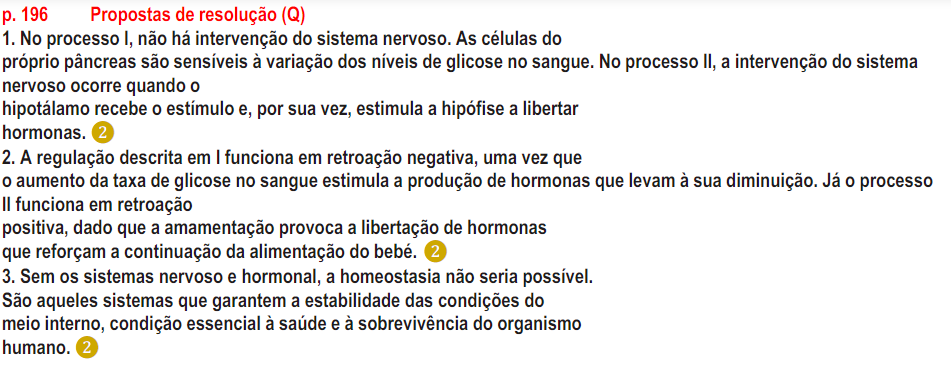 p. 196 Propostas de resolução (Q)
1. No processo I, não há intervenção do sistema nervoso. As células do
próprio pâncreas são sensíveis à variação dos níveis de glicose no sangue. No processo II, a intervenção do sistema
nervoso ocorre quando o
hipotálamo recebe o estímulo e, por sua vez, estimula a hipófise a libertar
hormonas. 2
2. A regulação descrita em I funciona em retroação negativa, uma vez que
o aumento da taxa de glicose no sangue estimula a produção de hormonas que levam à sua diminuição. Já o processo
II funciona em retroação
positiva, dado que a amamentação provoca a libertação de hormonas
que reforçam a continuação da alimentação do bebé. 2
3. Sem os sistemas nervoso e hormonal, a homeostasia não seria possível.
São aqueles sistemas que garantem a estabilidade das condições do
meio interno, condição essencial à saúde e à sobrevivência do organismo
humano. 2